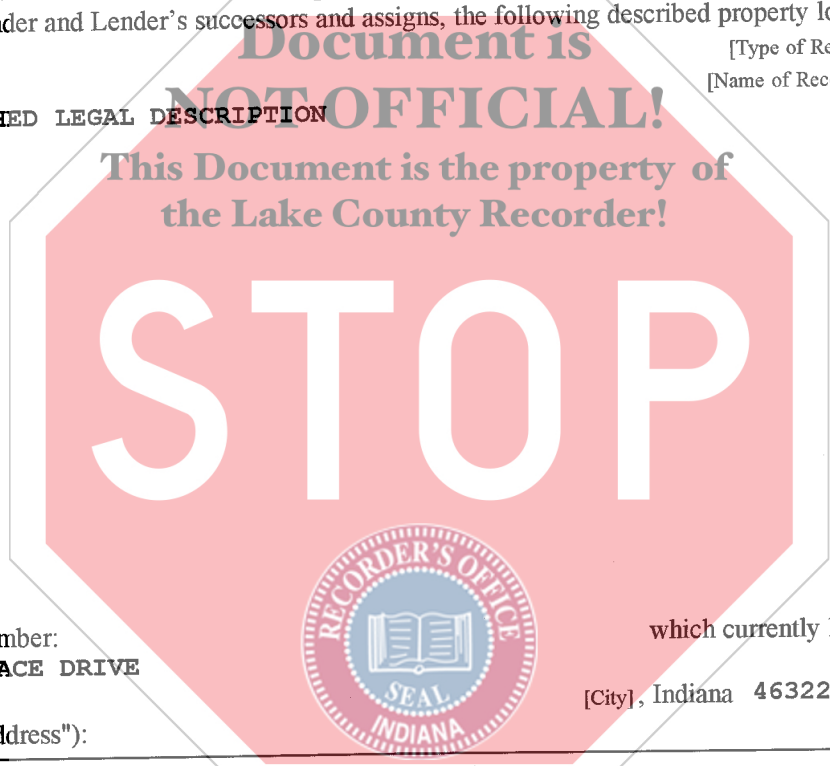 der and Lender's successors and assigns, the following described property lo
Document is
[Type of Re
[Name of Rec
NOT OFFICIAL!
ED LEGAL DESCRIPTION
This Document is the property of
the Lake County Recorder!
STOP
RECORDER'S OFFICE
SEAL
INDIANA
mber:
which currently
ACE DRIVE
[City], Indiana 46322
ddress"):